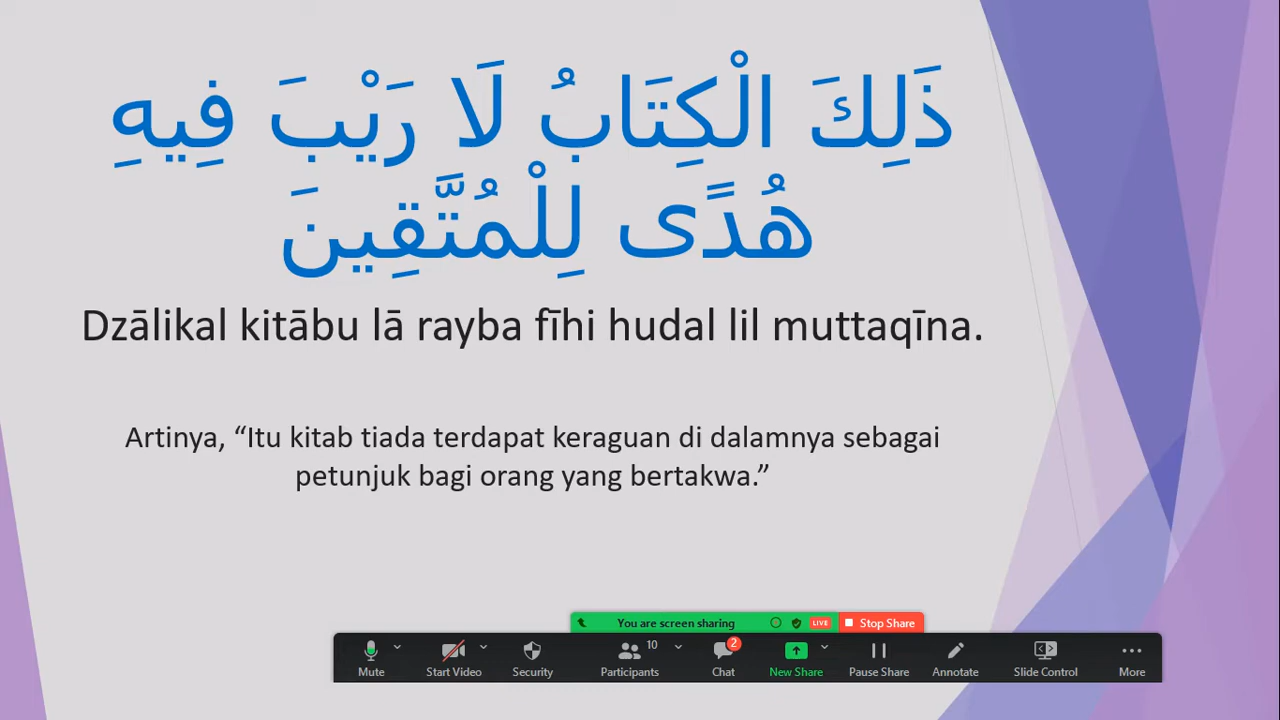 ذَلِكَ الْكِتَابُ لَا رَيْبَ فِيهِ
هُدًى لِلْمُتَّقِينَ
Dzālikal kitābu lā rayba fīhi hudal lil muttaqīna.
Artinya, “Itu kitab tiada terdapat keraguan di dalamnya sebagai
petunjuk bagi orang yang bertakwa.”
You are screen sharing LIVE Stop Share
10 2
Mute Start Video Security Participants Chat New Share Pause Share Annotate Slide Control More